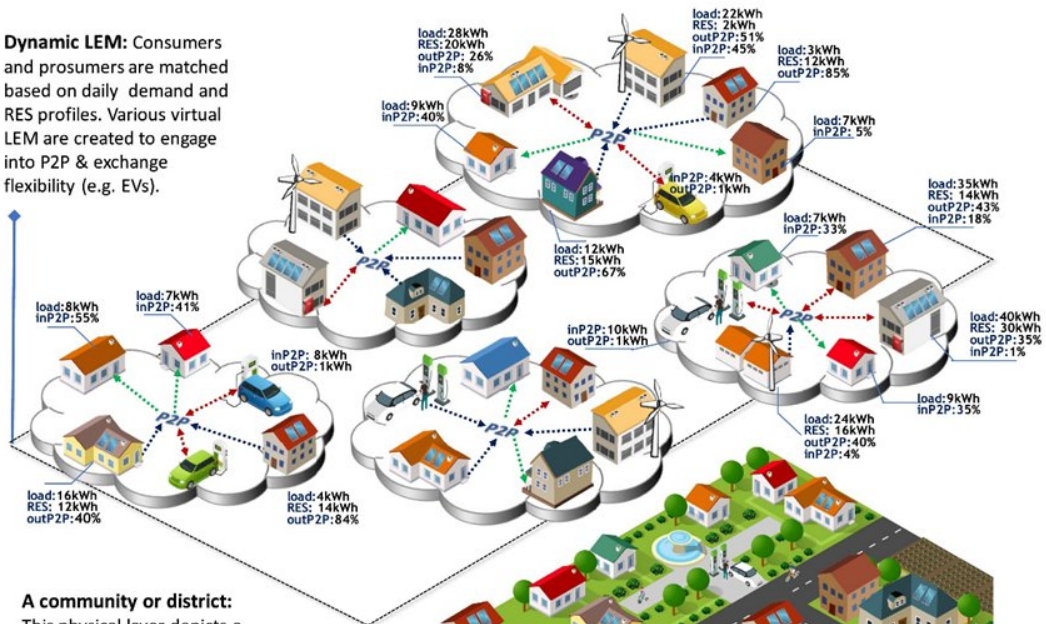 Dynamic LEM: Consumers
and prosumers are matched
based on daily demand and
RES profiles. Various virtual
LEM are created to engage
into P2P & exchange
flexibility (e.g. EVs).
load:28kWh
RES:20kWh
outP2P: 26%
inP2P:8%
load:22kWh
RES: 2kWh
outP2P:51%
inP2P:45%
load:3kWh
RES:12kWh
outP2P:85%
load:9kWh
inP2P:40%
load:7kWh
inP2P: 5%
P2P
inP2P:4kWh
outP2P:1kWh
load:12kWh
RES:15kWh
outP2P:67%
P2P
load:35kWh
RES: 14kWh
outP2P:43%
inP2P:18%
load:7kWh
inP2P:33%
P2P
load:40kWh
RES: 30kWh
outP2P:35%
inP2P:1%
inP2P:10kWh
outP2P:1kWh
load:9kWh
inP2P:35%
load:24kWh
RES: 16kWh
outP2P:40%
inP2P:4%
load:8kWh
inP2P:55%
load:7kWh
inP2P:41%
inP2P: 8kWh
outP2P:1kWh
P2P
load:16kWh
RES: 12kWh
outP2P:40%
load:4kWh
RES: 14kWh
outP2P:84%
P2P
A community or district:
This physical layer depicts a